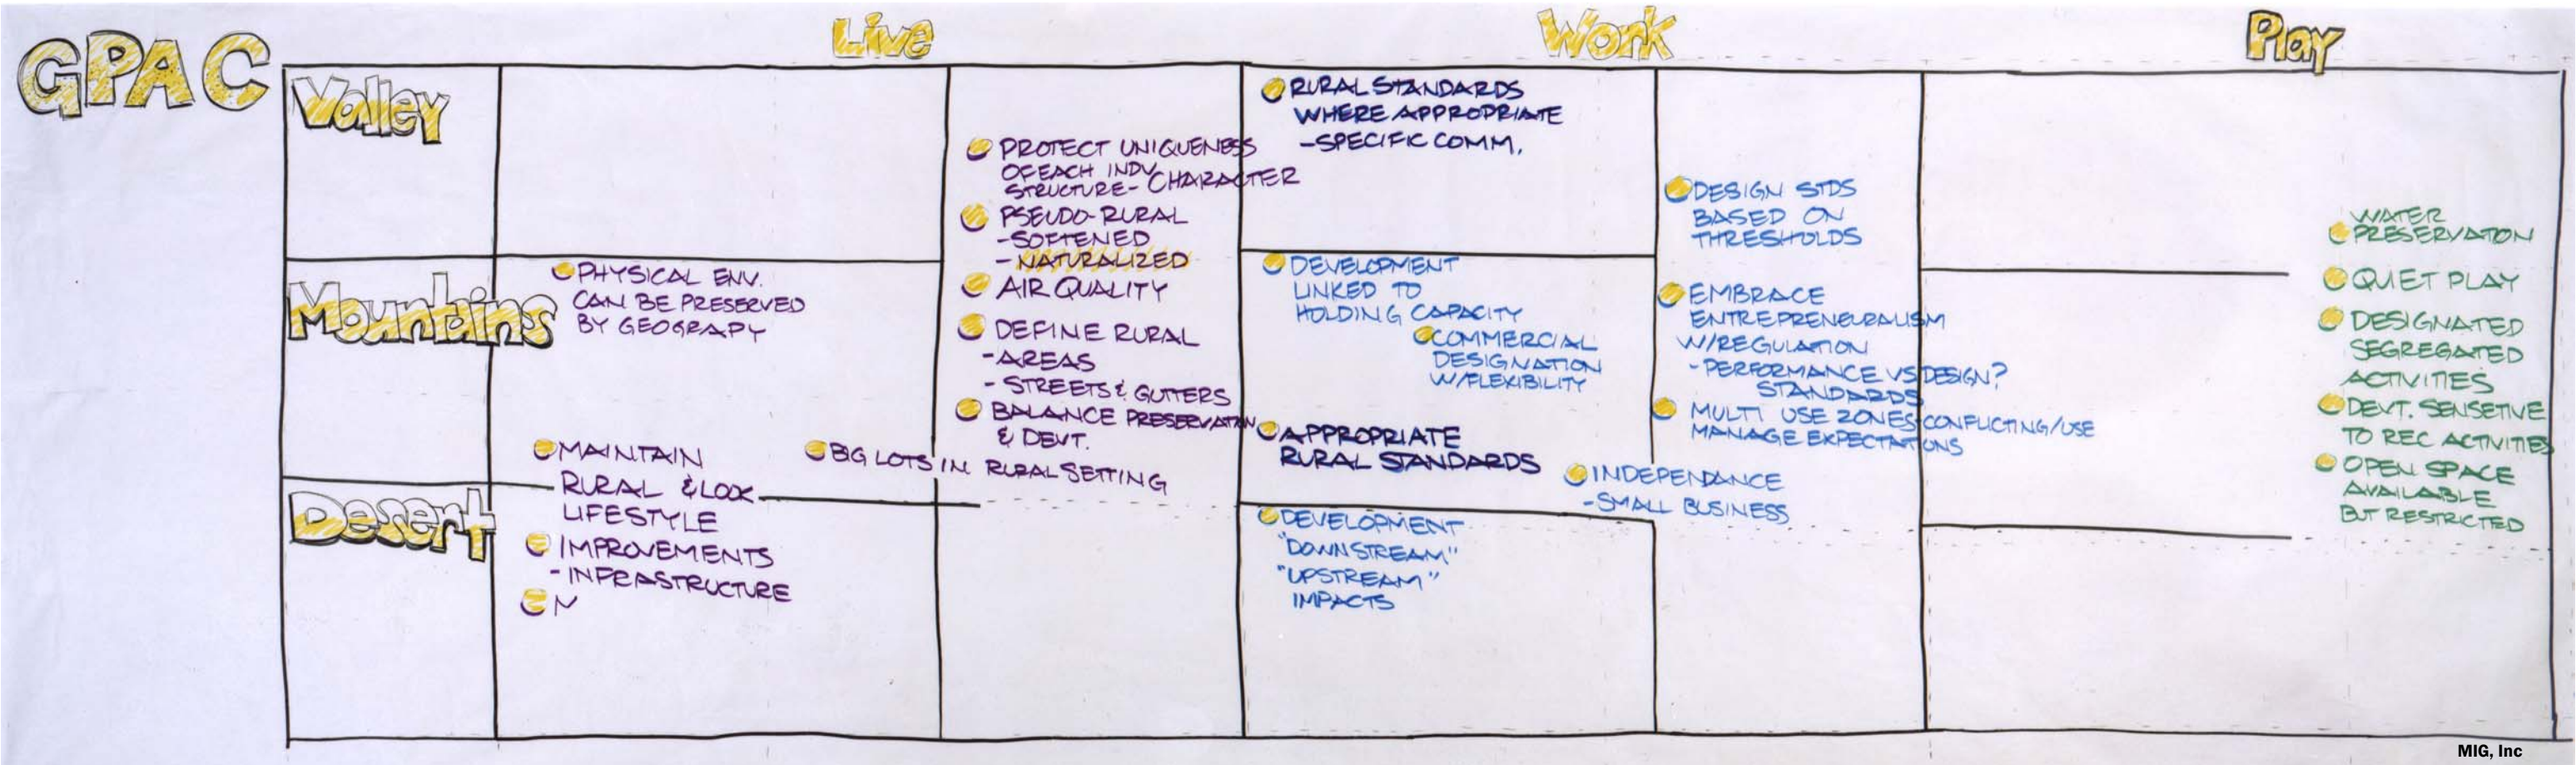 GPAC
Live
Work
Play
Valley
Mountains
Desert
PHYSICAL ENV.
CAN BE PRESERVED
BY GEOGRAPY
MAINTAIN
RURAL & LOOK
LIFESTYLE
IMPROVEMENTS
-INFRASTRUCTURE
N
BIG LOTS IN RURAL SETTING
PROTECT UNIQUENESS
OF EACH INDV
STRUCTURE- CHARACTER
PSEUDO-RURAL
-SOFTENED
- NATURALIZED
AIR QUALITY
DEFINE RURAL
-AREAS
- STREETS & GUTTERS
BALANCE PRESERVATION
& DEVT.
RURAL STANDARDS
WHERE APPROPRIATE
-SPECIFIC COMM.
DEVELOPMENT
LINKED TO
HOLDING CAPACITY
COMMERCIAL
DESIGNATION
W/FLEXIBILITY
APPROPRIATE
RURAL STANDARDS
INDEPENDANCE
-SMALL BUSINESS
DEVELOPMENT
"DOWNSTREAM"
"UPSTREAM"
IMPACTS
DESIGN STDS
BASED ON
THRESHOLDS
EMBRACE
ENTREPRENEURALISM
W/REGULATION
-PERFORMANCE VS DESIGN?
STANDARDS
MULTI USE ZONES CONFLICTING/USE
MANAGE EXPECTATIONS
WATER
PRESERVATION
QUIET PLAY
DESIGNATED
SEGREGATED
ACTIVITIES
DEVT. SENSETIVE
TO REC ACTIVITIES
OPEN SPACE
AVAILABLE
BUT RESTRICTED
MIG, Inc